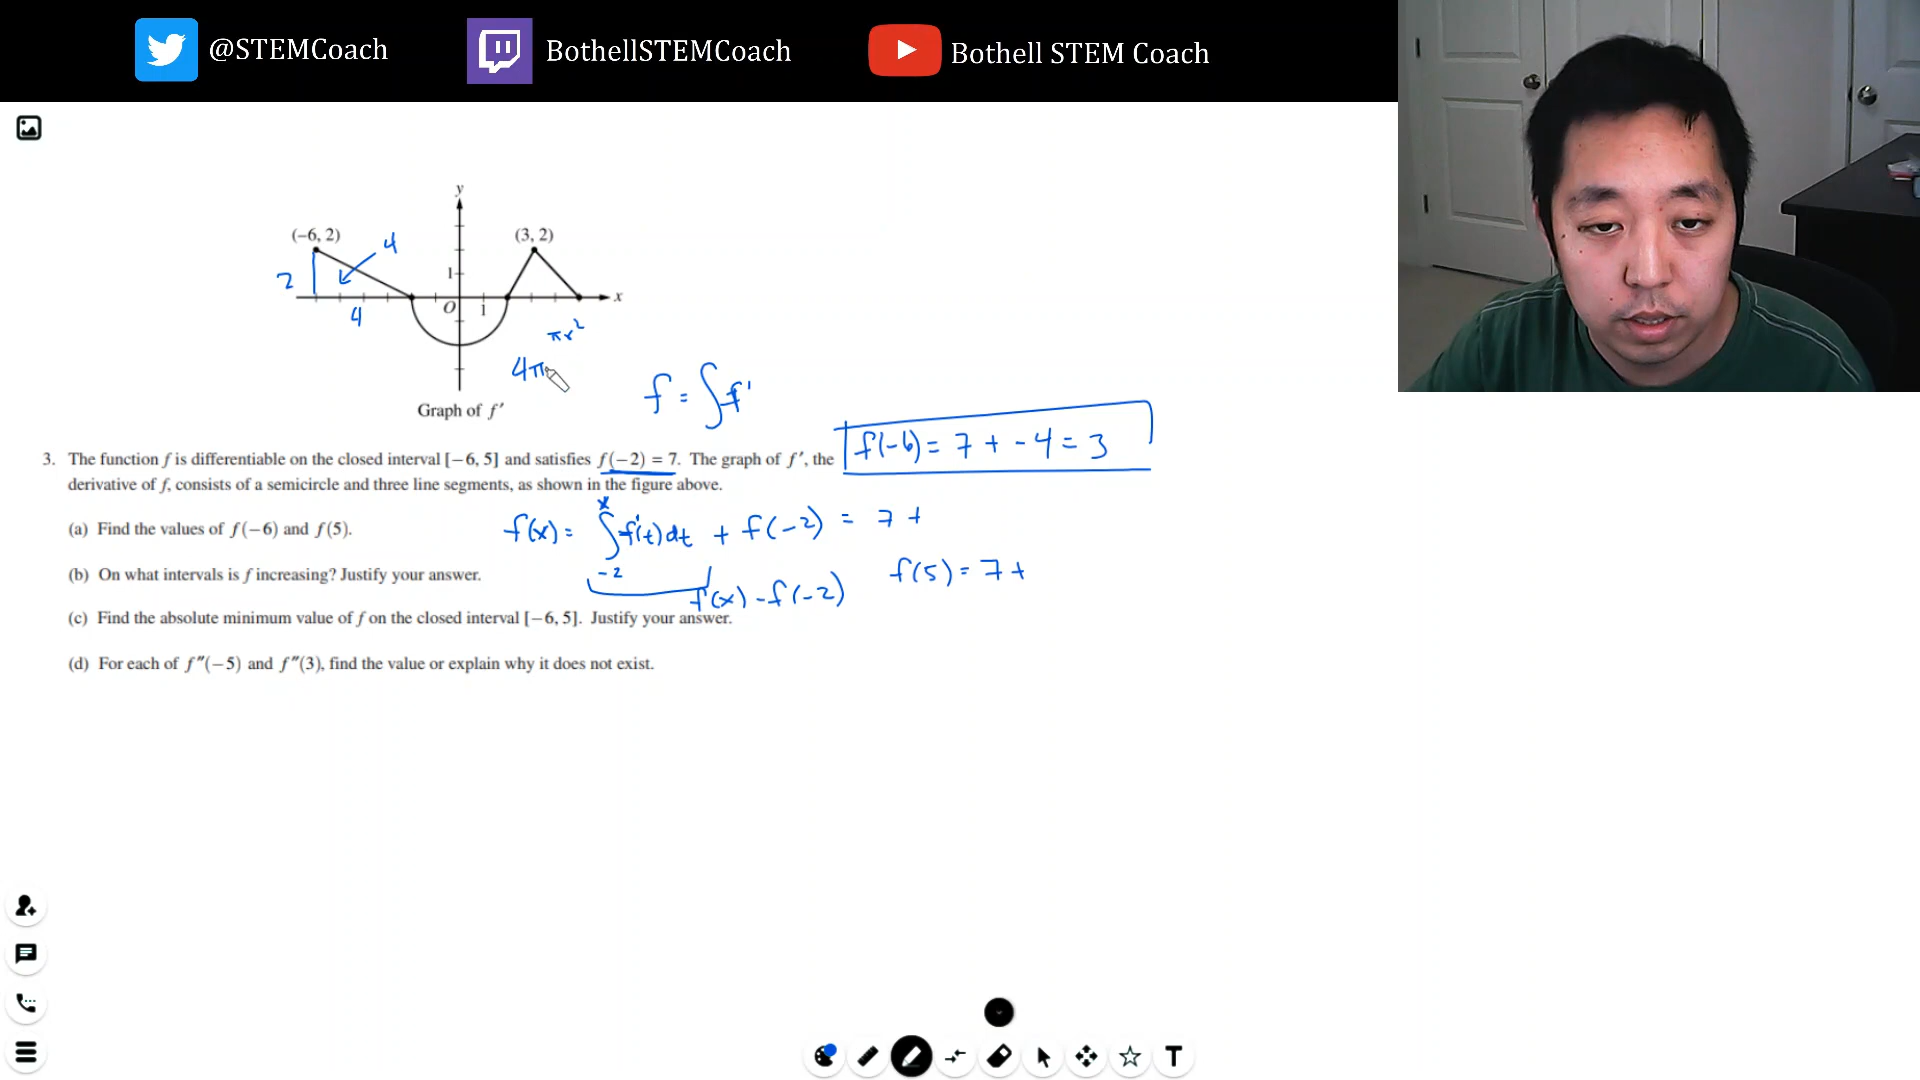 @STEMCoach BothellSTEMCoach Bothell STEM Coach
y
(−6, 2) (3, 2)
4
2
1
O 1 x
4
πr²
4π
Graph of f′
f = ∫f'
f(-6) = 7 + -4 = 3
3. The function f is differentiable on the closed interval [−6, 5] and satisfies f(−2) = 7. The graph of f′, the
derivative of f, consists of a semicircle and three line segments, as shown in the figure above.
(a) Find the values of f(−6) and f(5).
f(x) = ∫_{-2}^{x} f'(t)dt + f(-2) = 7 +
(b) On what intervals is f increasing? Justify your answer.
f(x) - f(-2) f(5) = 7 +
(c) Find the absolute minimum value of f on the closed interval [−6, 5]. Justify your answer.
(d) For each of f″(−5) and f″(3), find the value or explain why it does not exist.
T